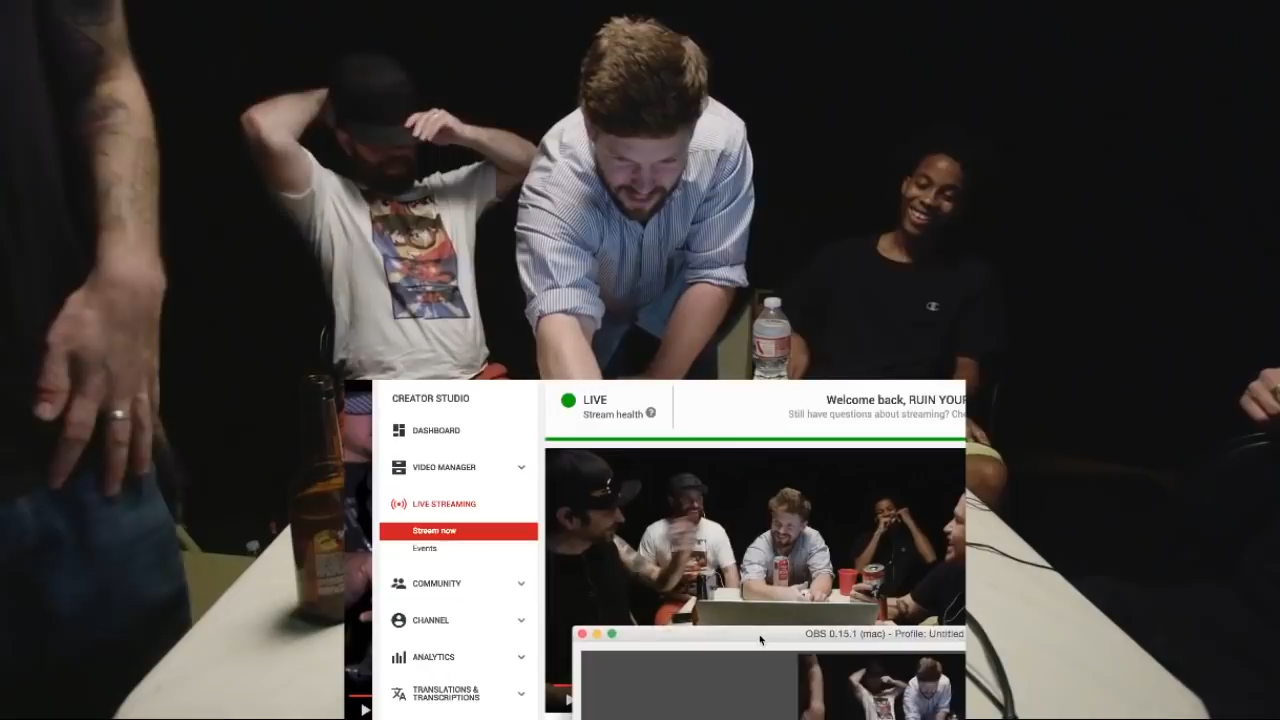 CREATOR STUDIO
DASHBOARD
VIDEO MANAGER
LIVE STREAMING
Stream now
Events
COMMUNITY
CHANNEL
ANALYTICS
TRANSLATIONS &
TRANSCRIPTIONS
LIVE
Stream health ?
Welcome back, RUIN YOUR
Still have questions about streaming? Che
OBS 0.15.1 (mac) - Profile: Untitled